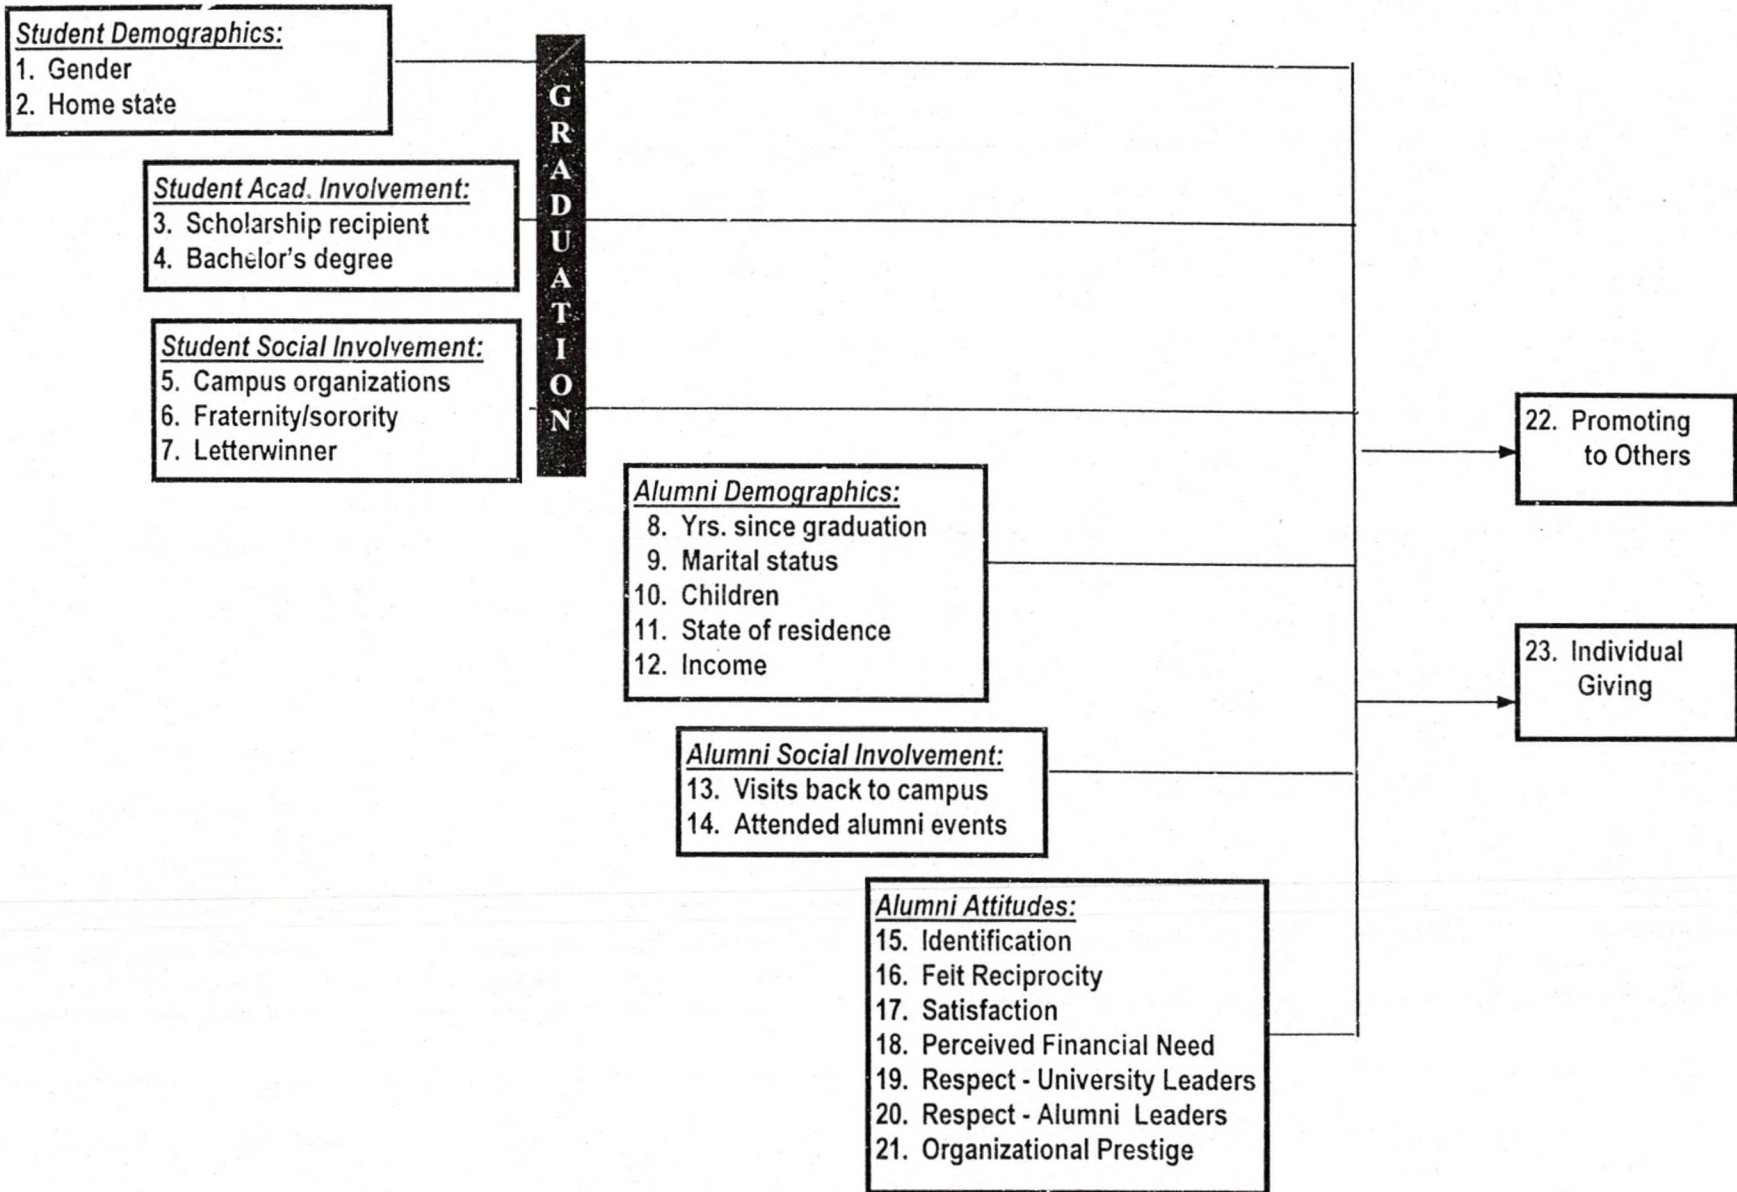 Student Demographics:
1. Gender
2. Home state
GRADUATION
Student Acad. Involvement:
3. Scholarship recipient
4. Bachelor's degree
Student Social Involvement:
5. Campus organizations
6. Fraternity/sorority
7. Letterwinner
Alumni Demographics:
8. Yrs. since graduation
9. Marital status
10. Children
11. State of residence
12. Income
Alumni Social Involvement:
13. Visits back to campus
14. Attended alumni events
Alumni Attitudes:
15. Identification
16. Feit Reciprocity
17. Satisfaction
18. Perceived Financial Need
19. Respect - University Leaders
20. Respect - Alumni Leaders
21. Organizational Prestige
22. Promoting
to Others
23. Individual
Giving